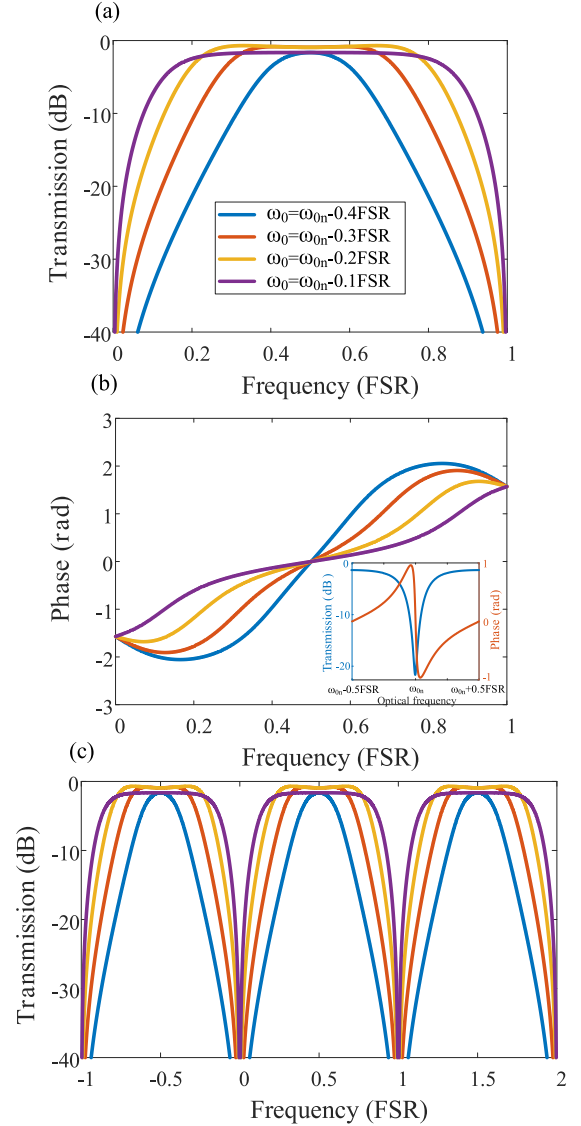 (a)
0
-10
-20
-30
-40
Transmission (dB)
ω0=ω0n-0.4FSR
ω0=ω0n-0.3FSR
ω0=ω0n-0.2FSR
ω0=ω0n-0.1FSR
0 0.2 0.4 0.6 0.8 1
Frequency (FSR)
(b)
3
2
1
0
-1
-2
-3
Phase (rad)
0
-10
-20
Transmission (dB)
1
0
-1
Phase (rad)
ω0n-0.5FSR ω0n ω0n+0.5FSR
Optical frequency
0 0.2 0.4 0.6 0.8 1
Frequency (FSR)
(c)
0
-10
-20
-30
-40
Transmission (dB)
-1 -0.5 0 0.5 1 1.5 2
Frequency (FSR)